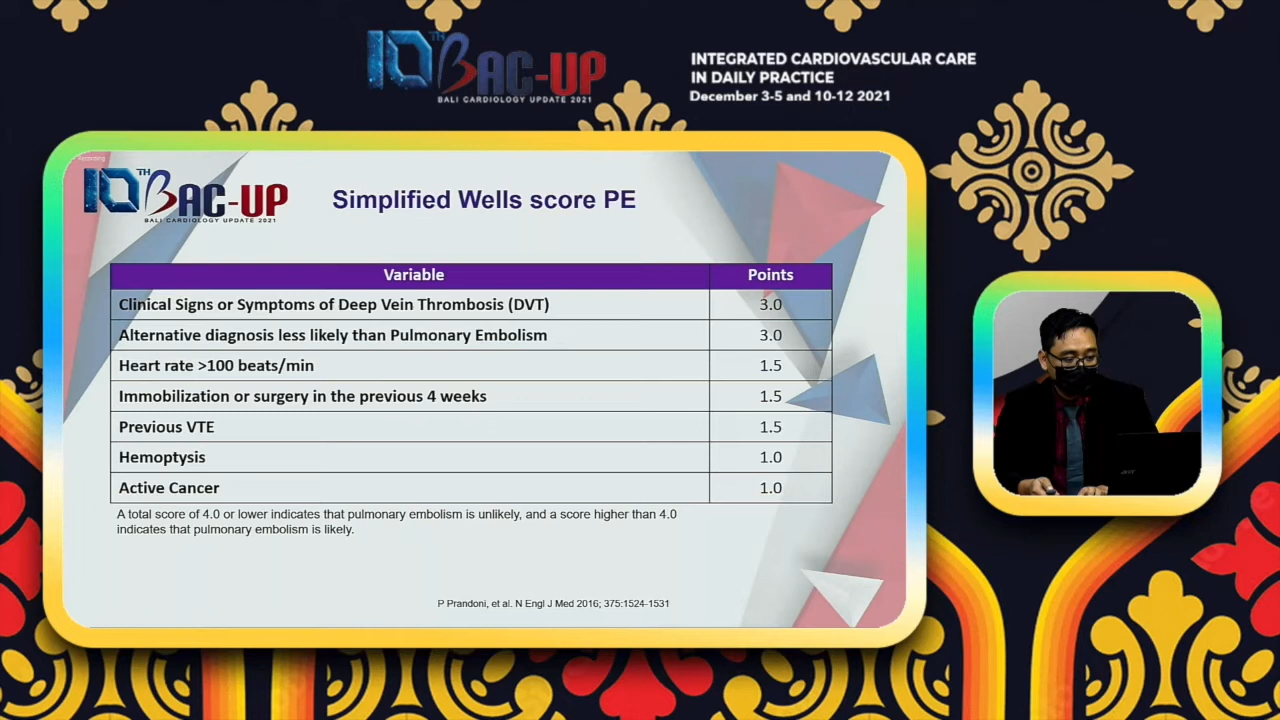 10TH BAC-UP
BALI CARDIOLOGY UPDATE 2021
INTEGRATED CARDIOVASCULAR CARE
IN DAILY PRACTICE
December 3-5 and 10-12 2021
Recording
10TH BAC-UP
BALI CARDIOLOGY UPDATE 2021
Simplified Wells score PE
Variable Points
Clinical Signs or Symptoms of Deep Vein Thrombosis (DVT) 3.0
Alternative diagnosis less likely than Pulmonary Embolism 3.0
Heart rate >100 beats/min 1.5
Immobilization or surgery in the previous 4 weeks 1.5
Previous VTE 1.5
Hemoptysis 1.0
Active Cancer 1.0
A total score of 4.0 or lower indicates that pulmonary embolism is unlikely, and a score higher than 4.0
indicates that pulmonary embolism is likely.
P Prandoni, et al. N Engl J Med 2016; 375:1524-1531
acer